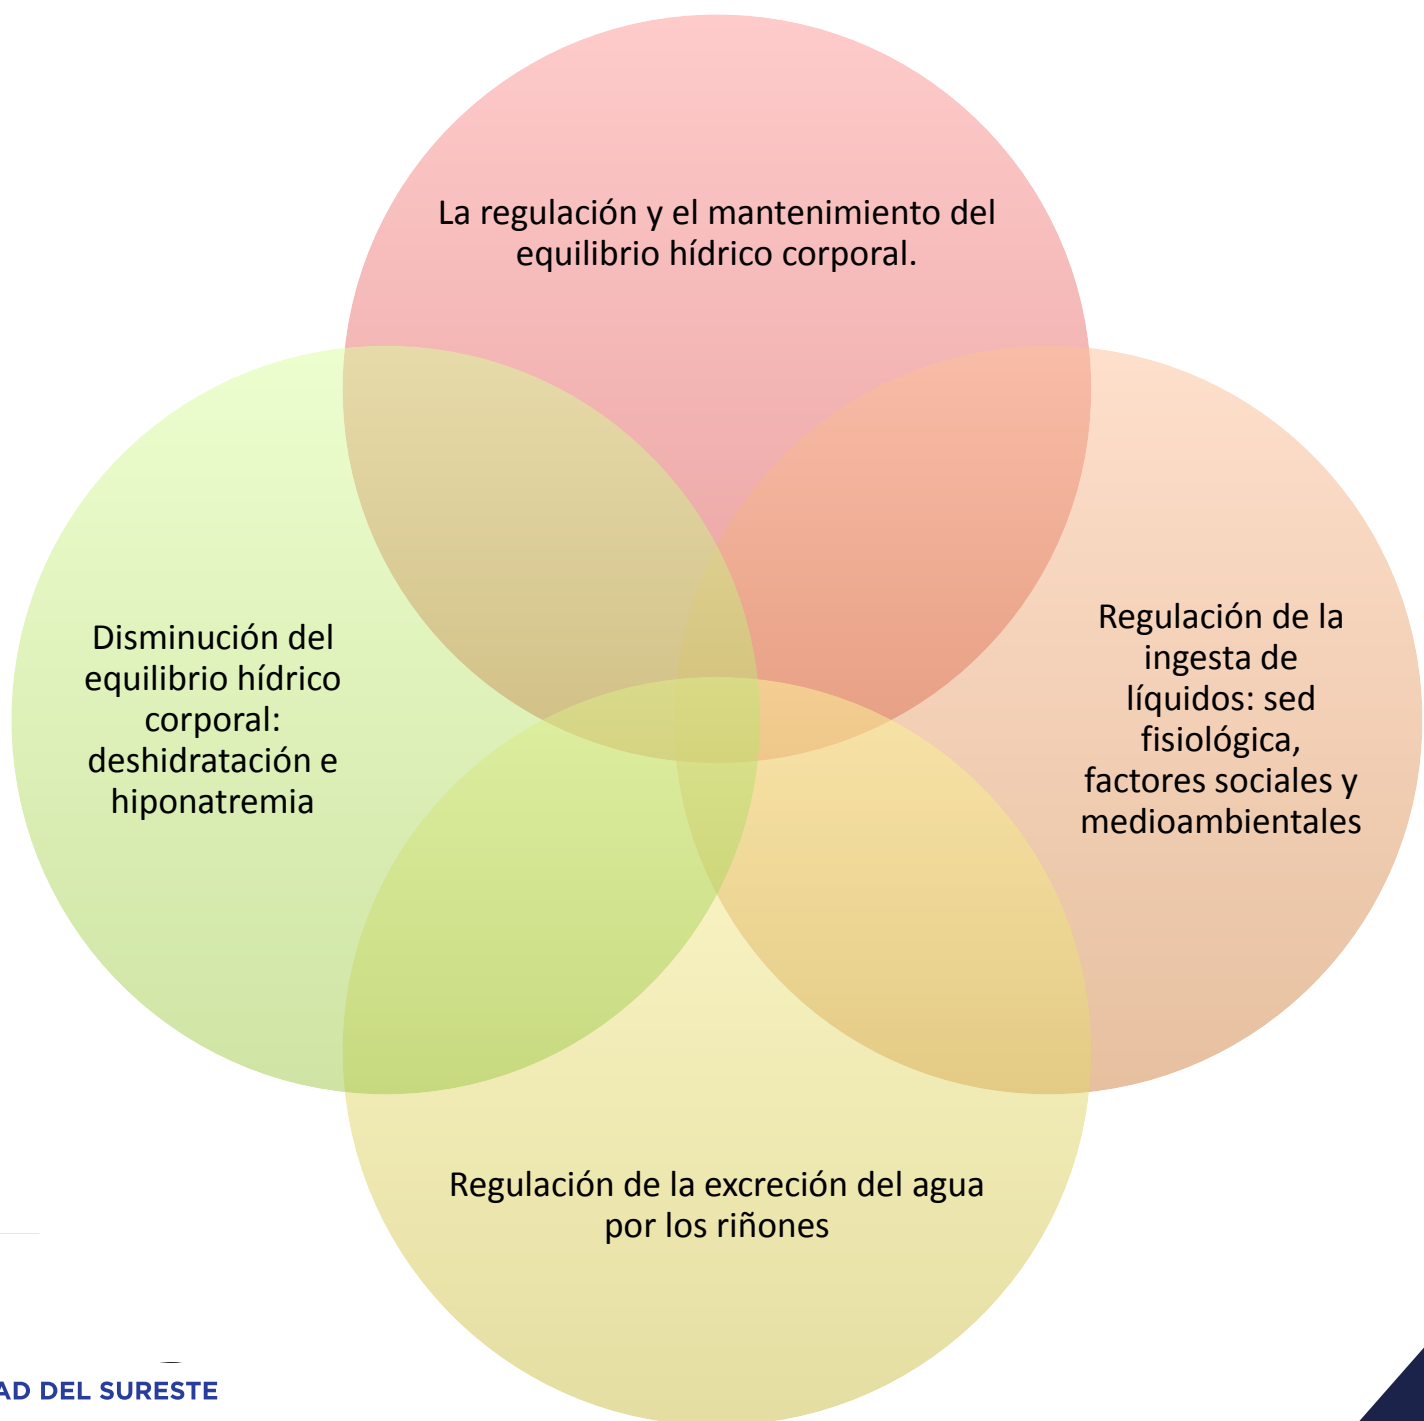 La regulación y el mantenimiento del
equilibrio hídrico corporal.
Disminución del
equilibrio hídrico
corporal:
deshidratación e
hiponatremia
Regulación de la
ingesta de
líquidos: sed
fisiológica,
factores sociales y
medioambientales
Regulación de la excreción del agua
por los riñones
AD DEL SURESTE